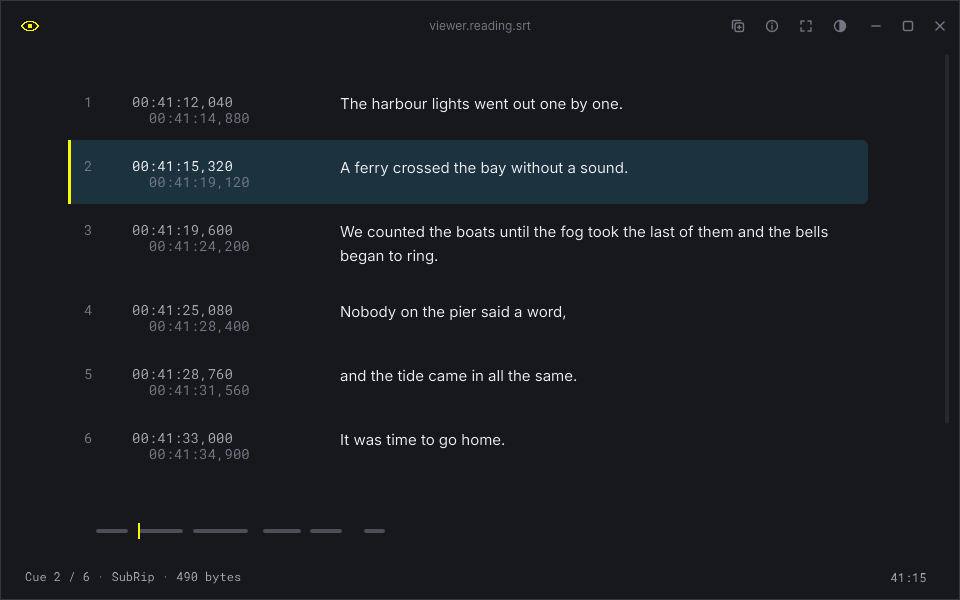 viewer.reading.srt
1 00:41:12,040 The harbour lights went out one by one.
00:41:14,880
2 00:41:15,320 A ferry crossed the bay without a sound.
00:41:19,120
3 00:41:19,600 We counted the boats until the fog took the last of them and the bells
00:41:24,200 began to ring.
4 00:41:25,080 Nobody on the pier said a word,
00:41:28,400
5 00:41:28,760 and the tide came in all the same.
00:41:31,560
6 00:41:33,000 It was time to go home.
00:41:34,900
Cue 2 / 6 · SubRip · 490 bytes 41:15